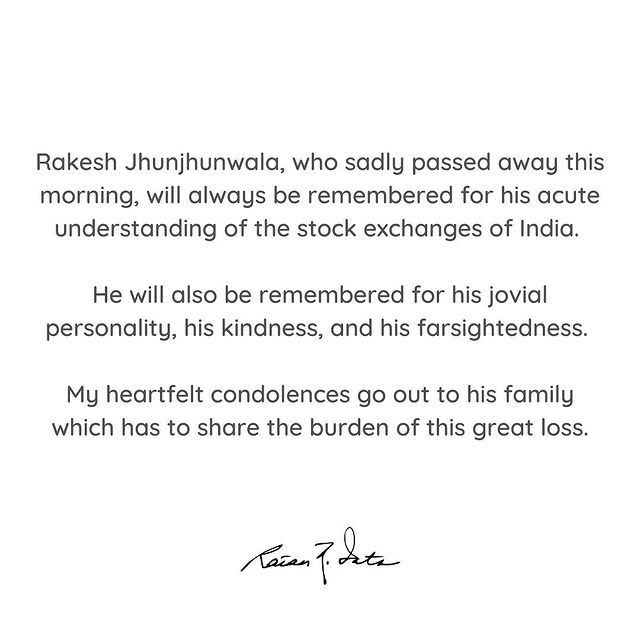 Rakesh Jhunjhunwala, who sadly passed away this
morning, will always be remembered for his acute
understanding of the stock exchanges of India.
He will also be remembered for his jovial
personality, his kindness, and his farsightedness.
My heartfelt condolences go out to his family
which has to share the burden of this great loss.
Ratan N. Tata